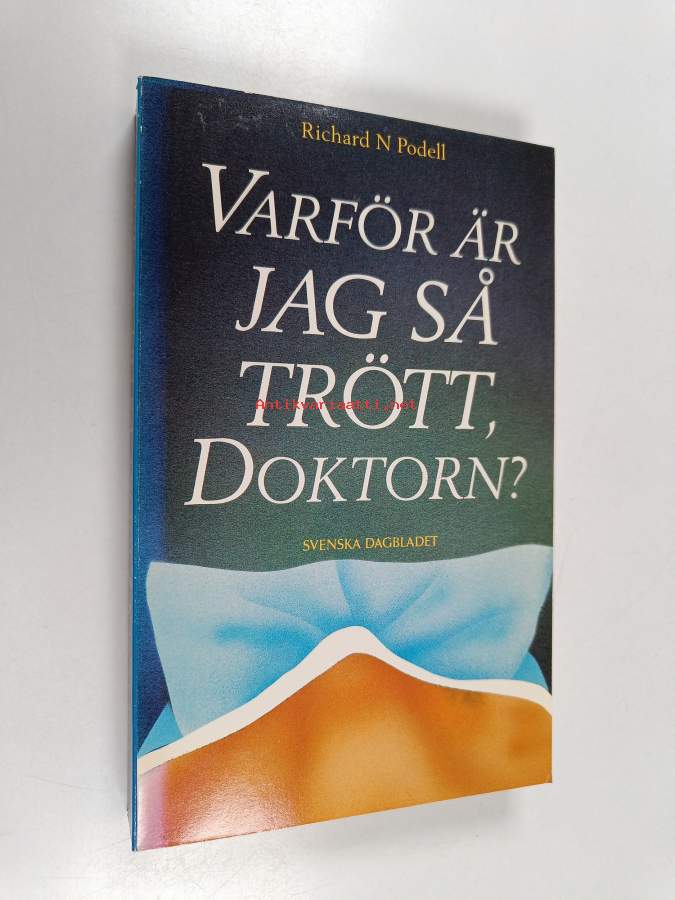 Richard N Podell
VARFÖR ÄR
JAG SÅ
TRÖTT,
Antikvariaatti.net
DOKTORN?
SVENSKA DAGBLADET